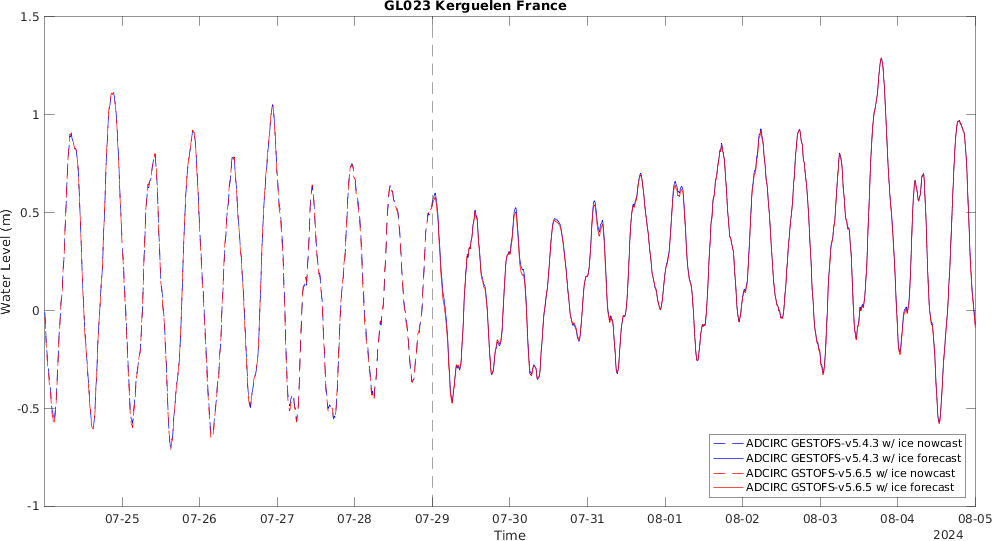 GL023 Kerguelen France
1.5
1
0.5
0
-0.5
-1
Water Level (m)
07-25 07-26 07-27 07-28 07-29 07-30 07-31 08-01 08-02 08-03 08-04 08-05
Time
2024
ADCIRC GESTOFS-v5.4.3 w/ ice nowcast
ADCIRC GESTOFS-v5.4.3 w/ ice forecast
ADCIRC GSTOFS-v5.6.5 w/ ice nowcast
ADCIRC GSTOFS-v5.6.5 w/ ice forecast